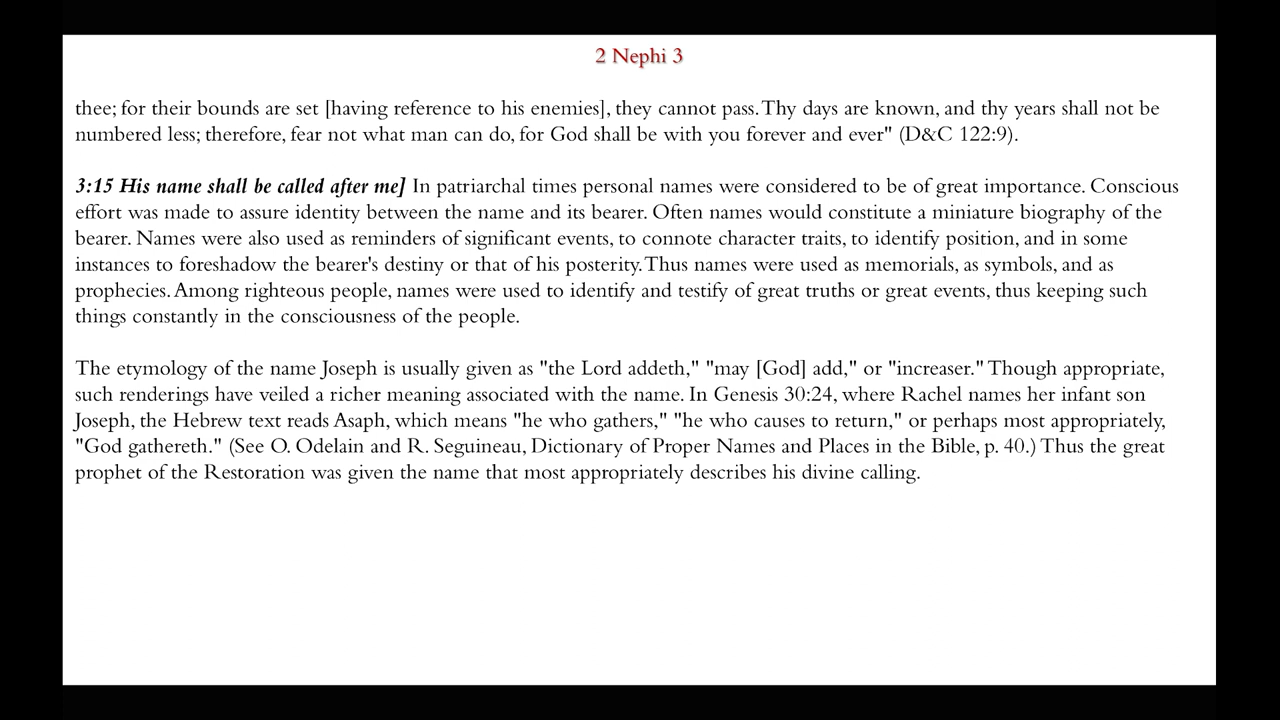 2 Nephi 3
thee; for their bounds are set [having reference to his enemies], they cannot pass. Thy days are known, and thy years shall not be
numbered less; therefore, fear not what man can do, for God shall be with you forever and ever" (D&C 122:9).
3:15 His name shall be called after me] In patriarchal times personal names were considered to be of great importance. Conscious
effort was made to assure identity between the name and its bearer. Often names would constitute a miniature biography of the
bearer. Names were also used as reminders of significant events, to connote character traits, to identify position, and in some
instances to foreshadow the bearer's destiny or that of his posterity. Thus names were used as memorials, as symbols, and as
prophecies. Among righteous people, names were used to identify and testify of great truths or great events, thus keeping such
things constantly in the consciousness of the people.
The etymology of the name Joseph is usually given as "the Lord addeth," "may [God] add," or "increaser." Though appropriate,
such renderings have veiled a richer meaning associated with the name. In Genesis 30:24, where Rachel names her infant son
Joseph, the Hebrew text reads Asaph, which means "he who gathers," "he who causes to return," or perhaps most appropriately,
"God gathereth." (See O. Odelain and R. Seguineau, Dictionary of Proper Names and Places in the Bible, p. 40.) Thus the great
prophet of the Restoration was given the name that most appropriately describes his divine calling.